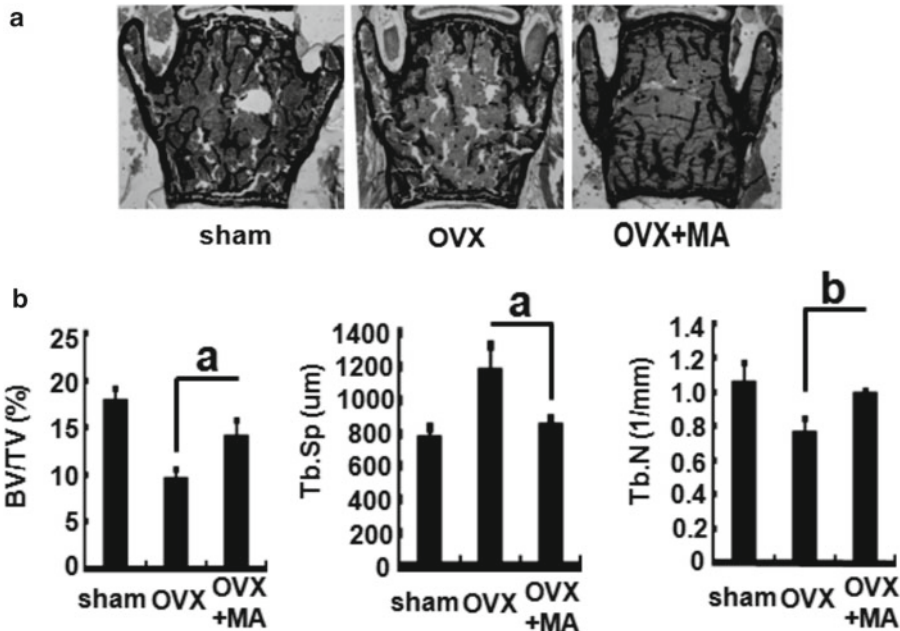 a
sham
OVX
OVX+MA
b
BV/TV (%)
25
20
15
10
5
0
a
sham
OVX
OVX
+MA
Tb.Sp (um)
1400
1200
1000
800
600
400
200
0
a
sham
OVX
OVX
+MA
Tb.N (1/mm)
1.4
1.2
1.0
0.8
0.6
0.4
0.2
0
b
sham
OVX
OVX
+MA